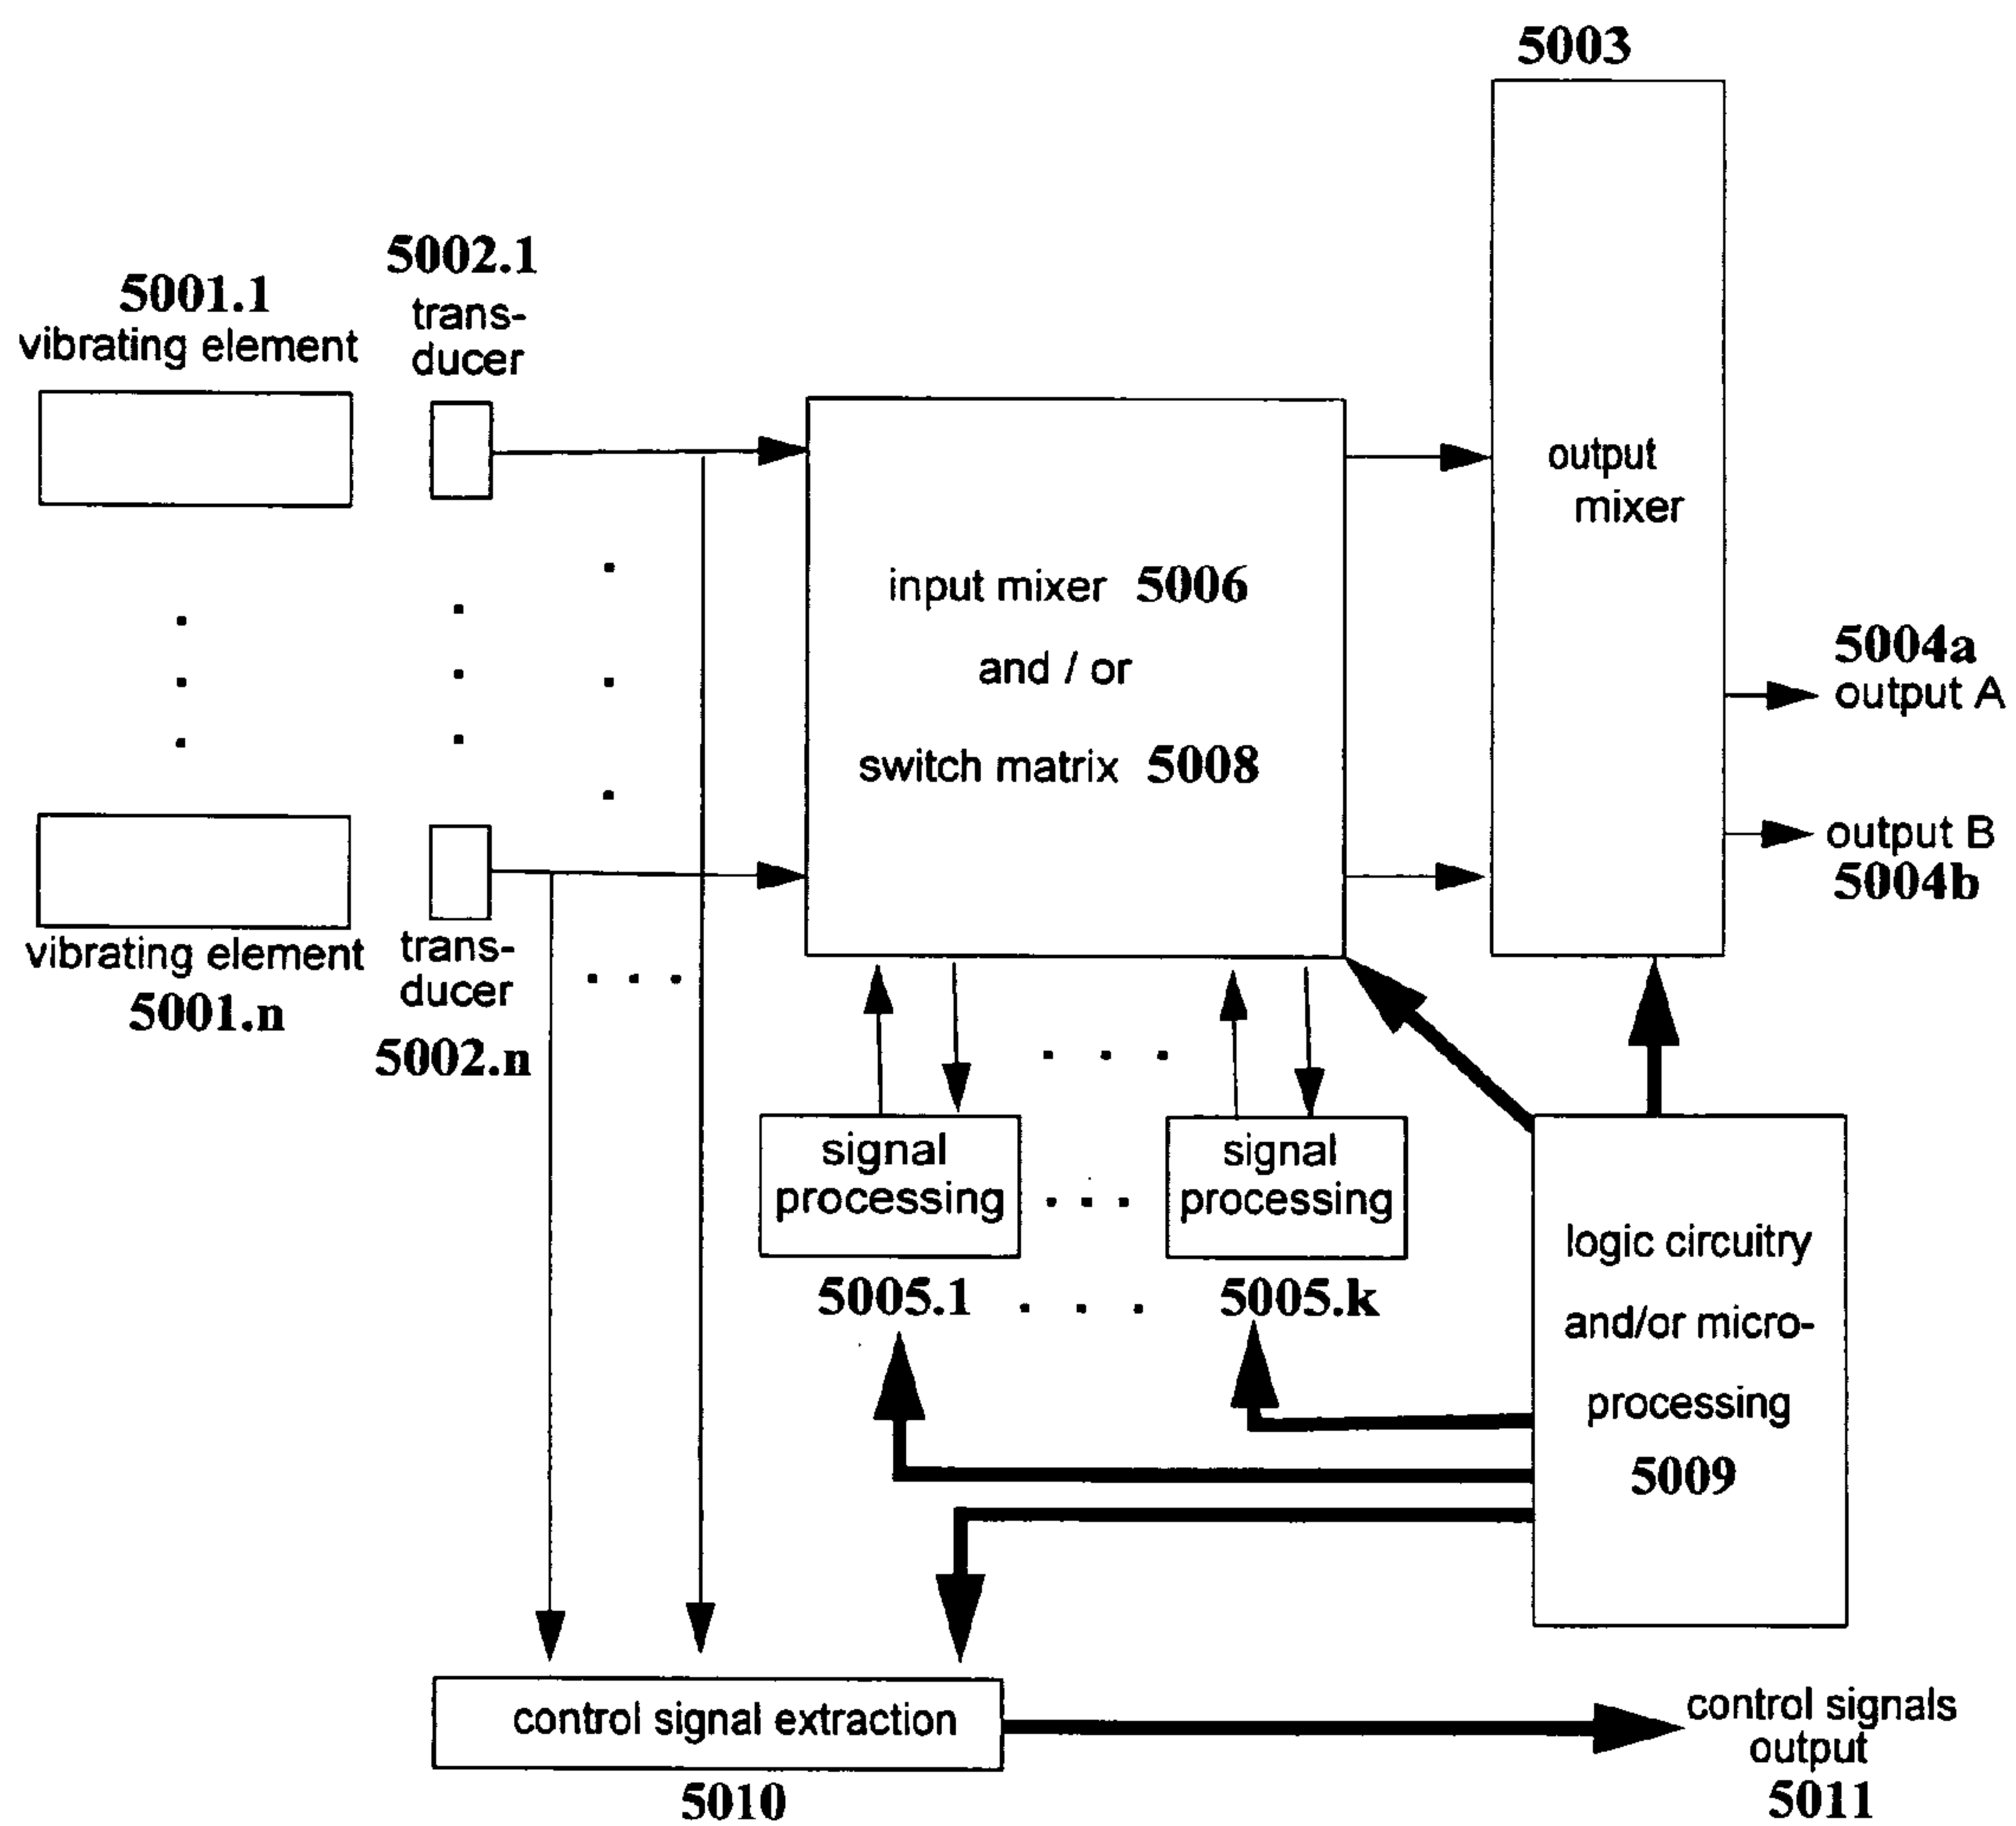 5003
5002.1
trans-
ducer
5001.1
vibrating element
output
mixer
input mixer 5006
and / or
switch matrix 5008
5004a
output A
output B
5004b
vibrating element
5001.n
trans-
ducer
5002.n
signal
processing
signal
processing
5005.1
5005.k
logic circuitry
and/or micro-
processing
5009
control signal extraction
5010
control signals
output
5011